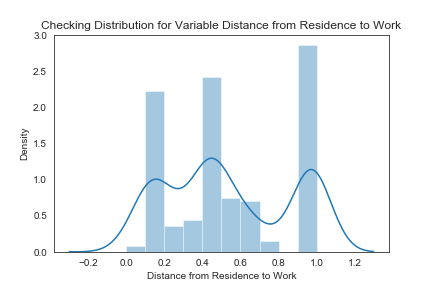 Checking Distribution for Variable Distance from Residence to Work
3.0
2.5
2.0
1.5
1.0
0.5
0.0
Density
−0.2 0.0 0.2 0.4 0.6 0.8 1.0 1.2
Distance from Residence to Work